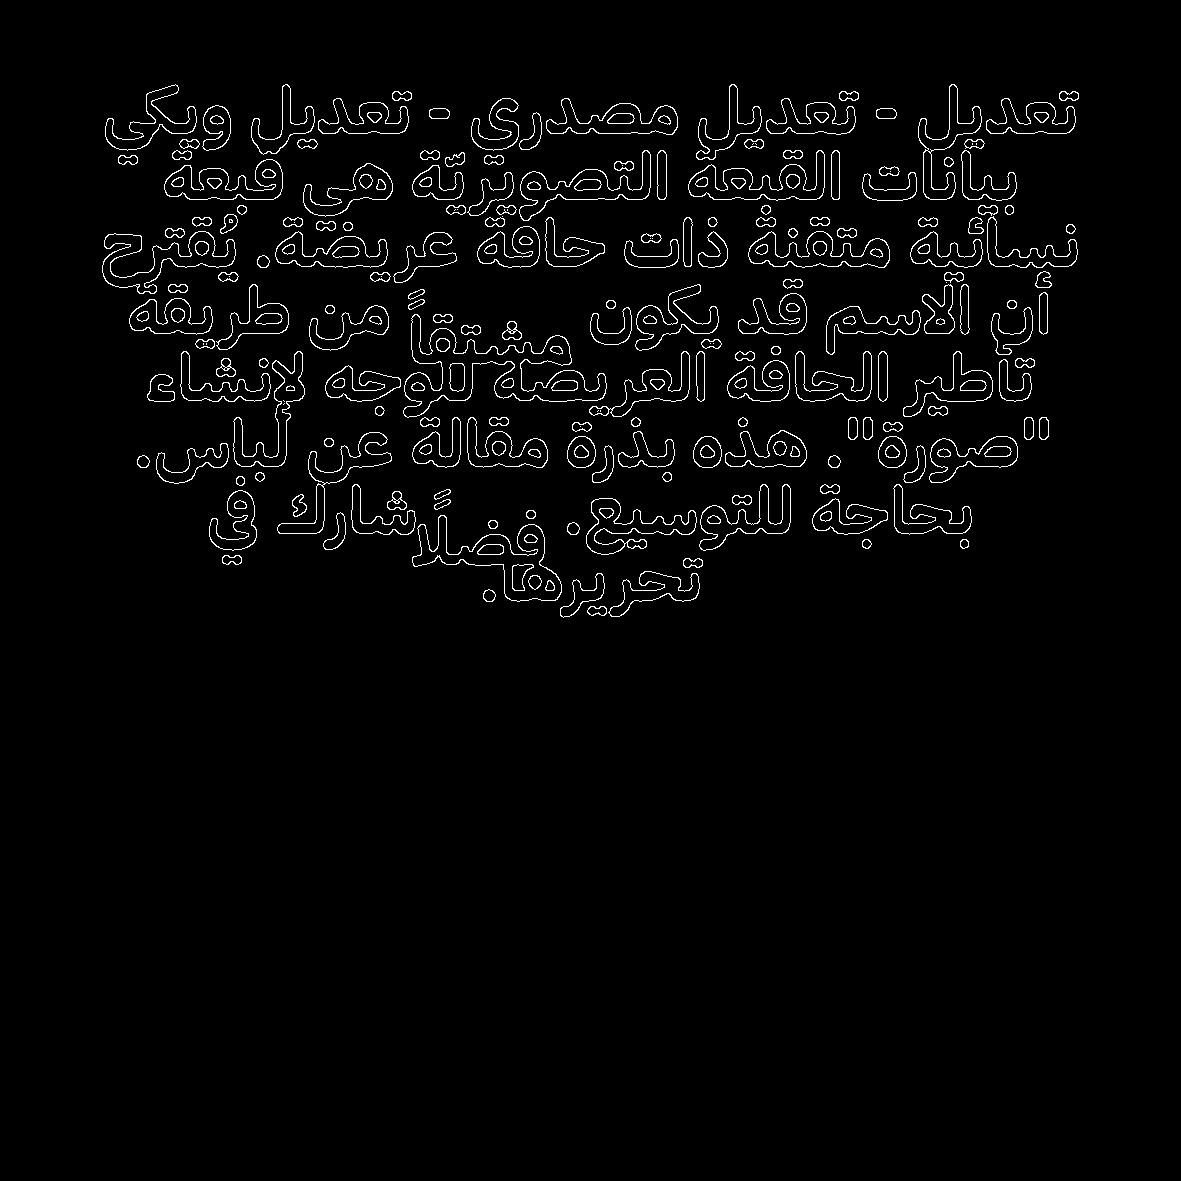 تعديل - تعديل مصدري - تعديل ويكي
بيانات القبعة التصويريّة هي قبعة
نسائية متقنة ذات حافة عريضة. يُقترح
أن الاسم قد يكون مشتقاً من طريقة
تأطير الحافة العريضة للوجه لإنشاء
"صورة". هذه بذرة مقالة عن لباس.
بحاجة للتوسيع. فضلًا شارك في
تحريرها.